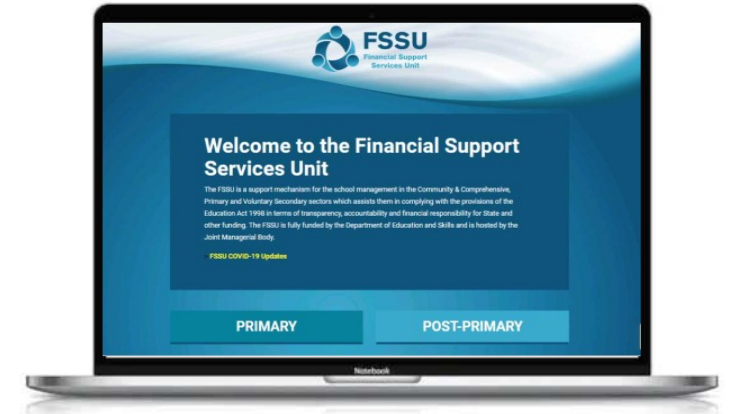 FSSU
Financial Support
Services Unit
Welcome to the Financial Support
Services Unit
The FSSU is a support mechanism for the school management in the Community & Comprehensive,
Primary and Voluntary Secondary sectors which assists them in complying with the provisions of the
Education Act 1998 in terms of transparency, accountability and financial responsibility for State and
other funding. The FSSU is fully funded by the Department of Education and Skills and is hosted by the
Joint Managerial Body.
FSSU COVID-19 Updates
PRIMARY
POST-PRIMARY
Notebook